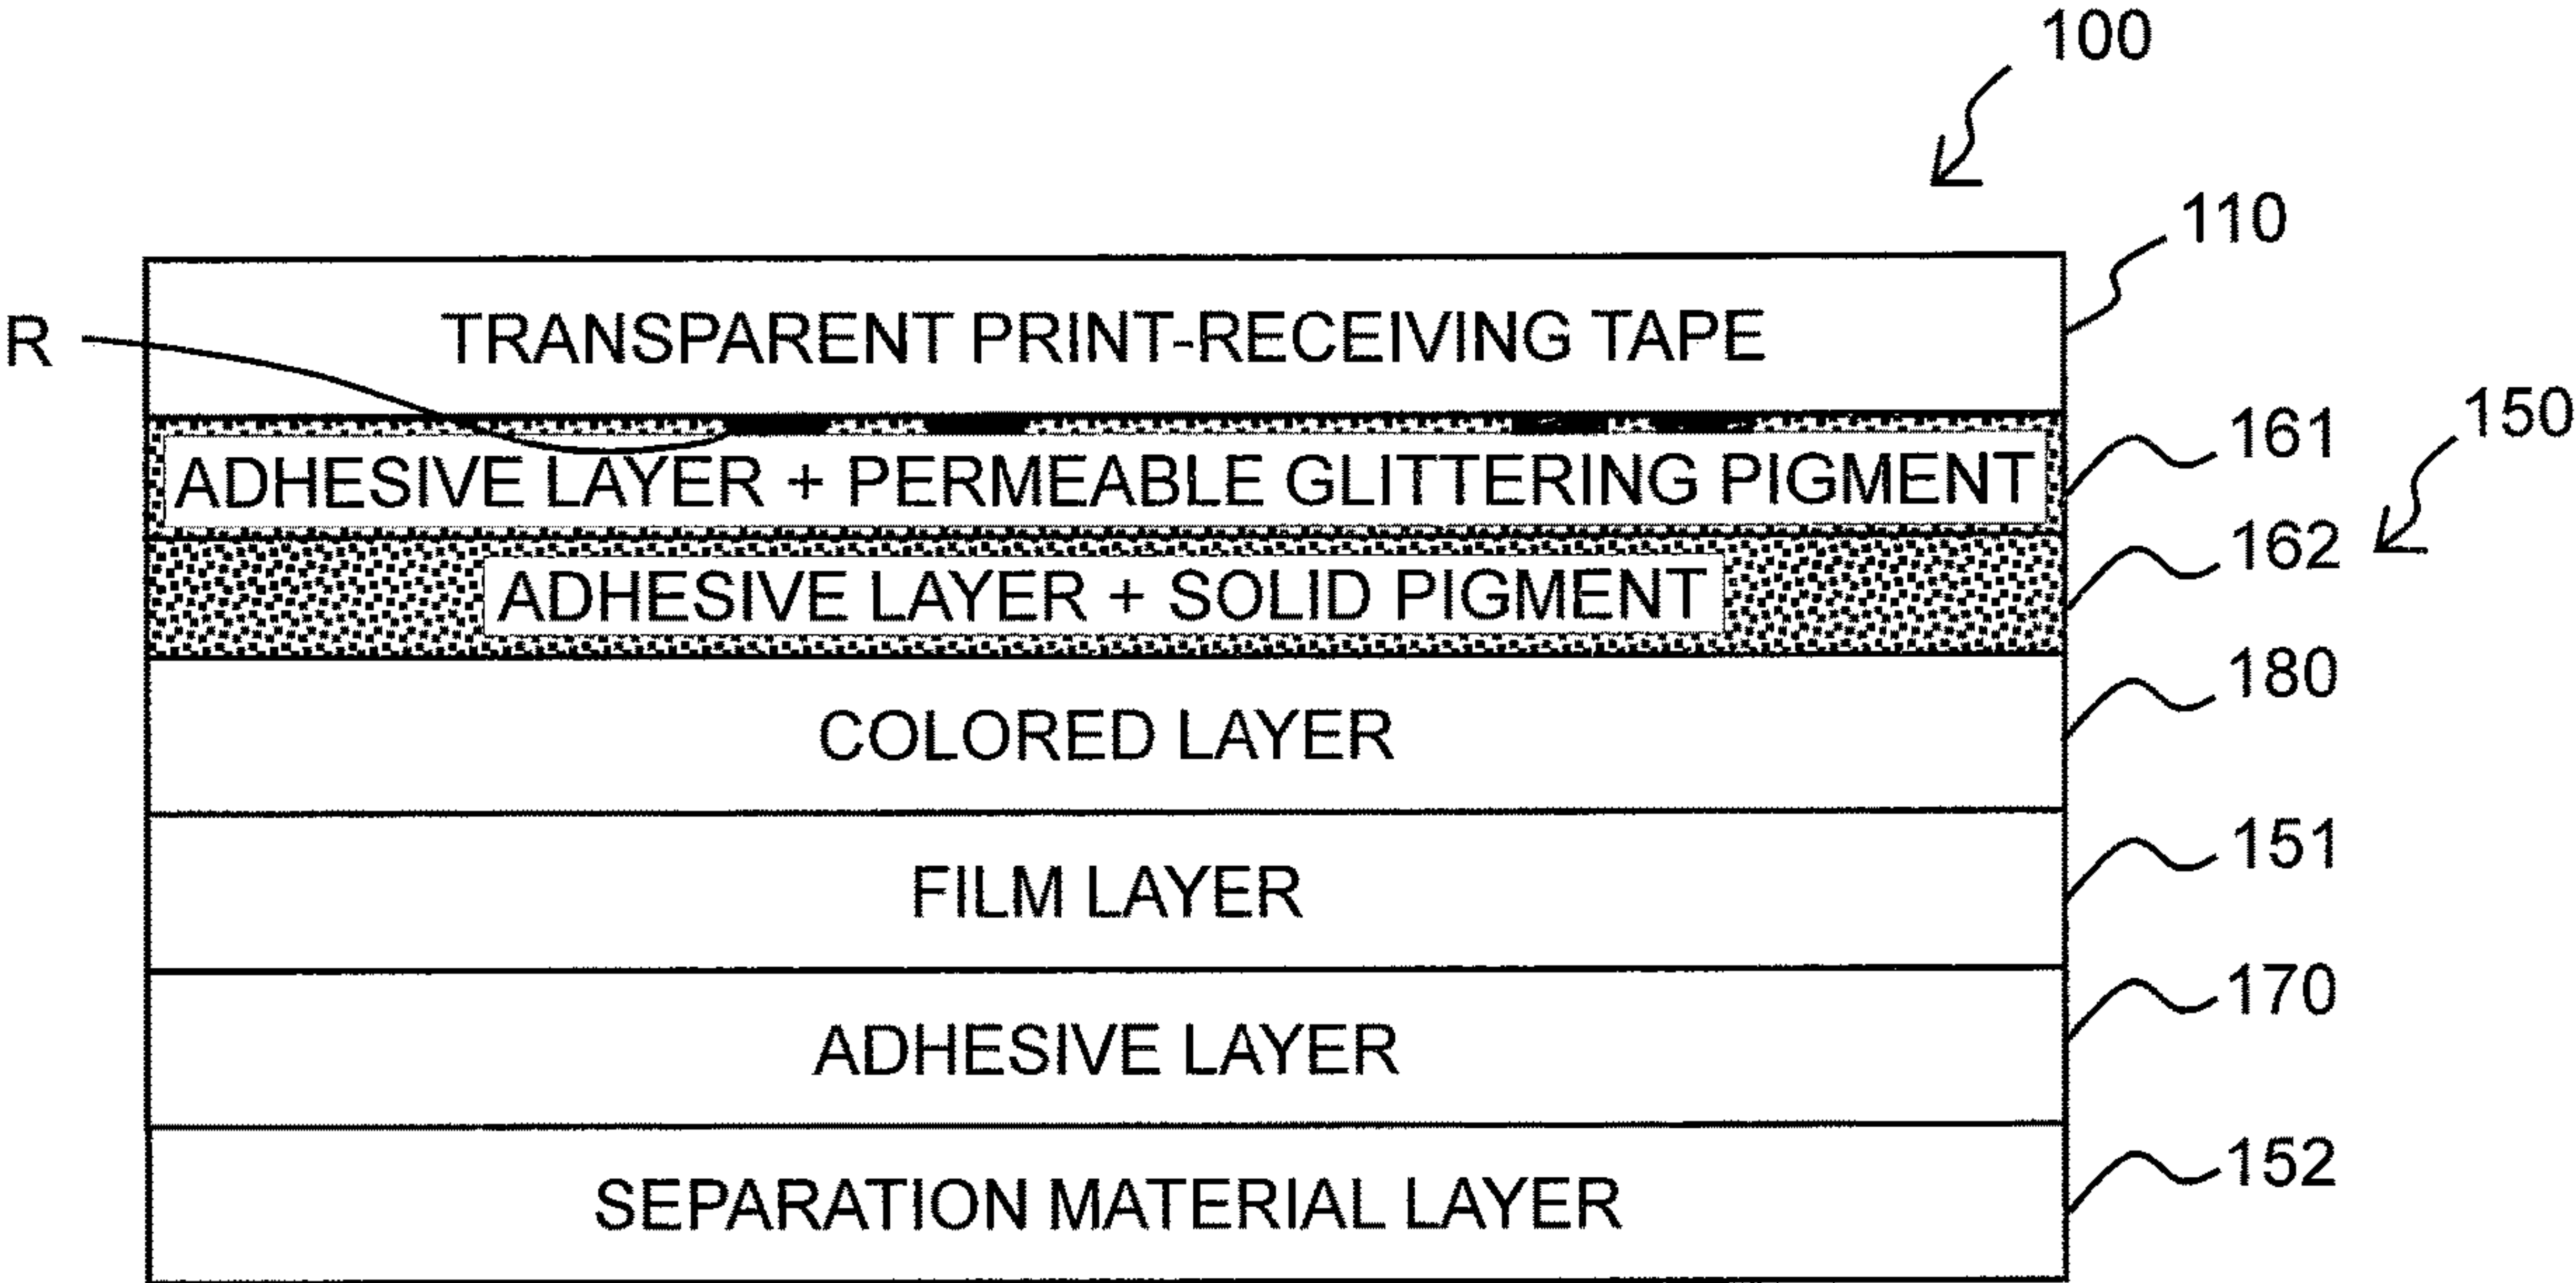 100
110
TRANSPARENT PRINT-RECEIVING TAPE
R
150
161
ADHESIVE LAYER + PERMEABLE GLITTERING PIGMENT
162
ADHESIVE LAYER + SOLID PIGMENT
180
COLORED LAYER
151
FILM LAYER
170
ADHESIVE LAYER
152
SEPARATION MATERIAL LAYER